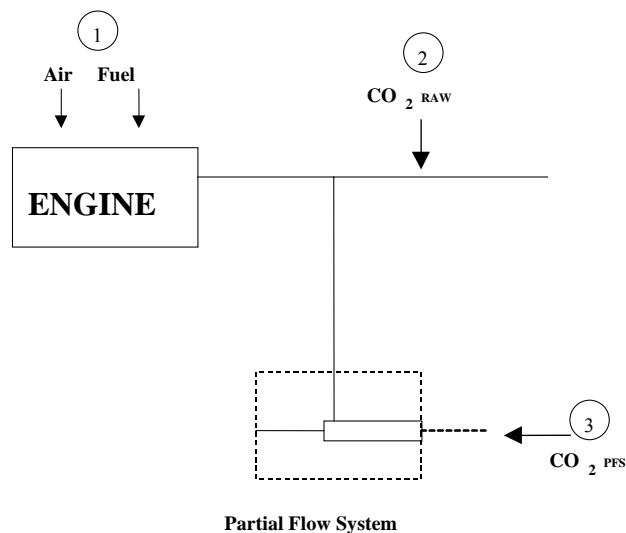 1
Air Fuel
2
CO 2 RAW
ENGINE
3
CO 2 PFS
Partial Flow System